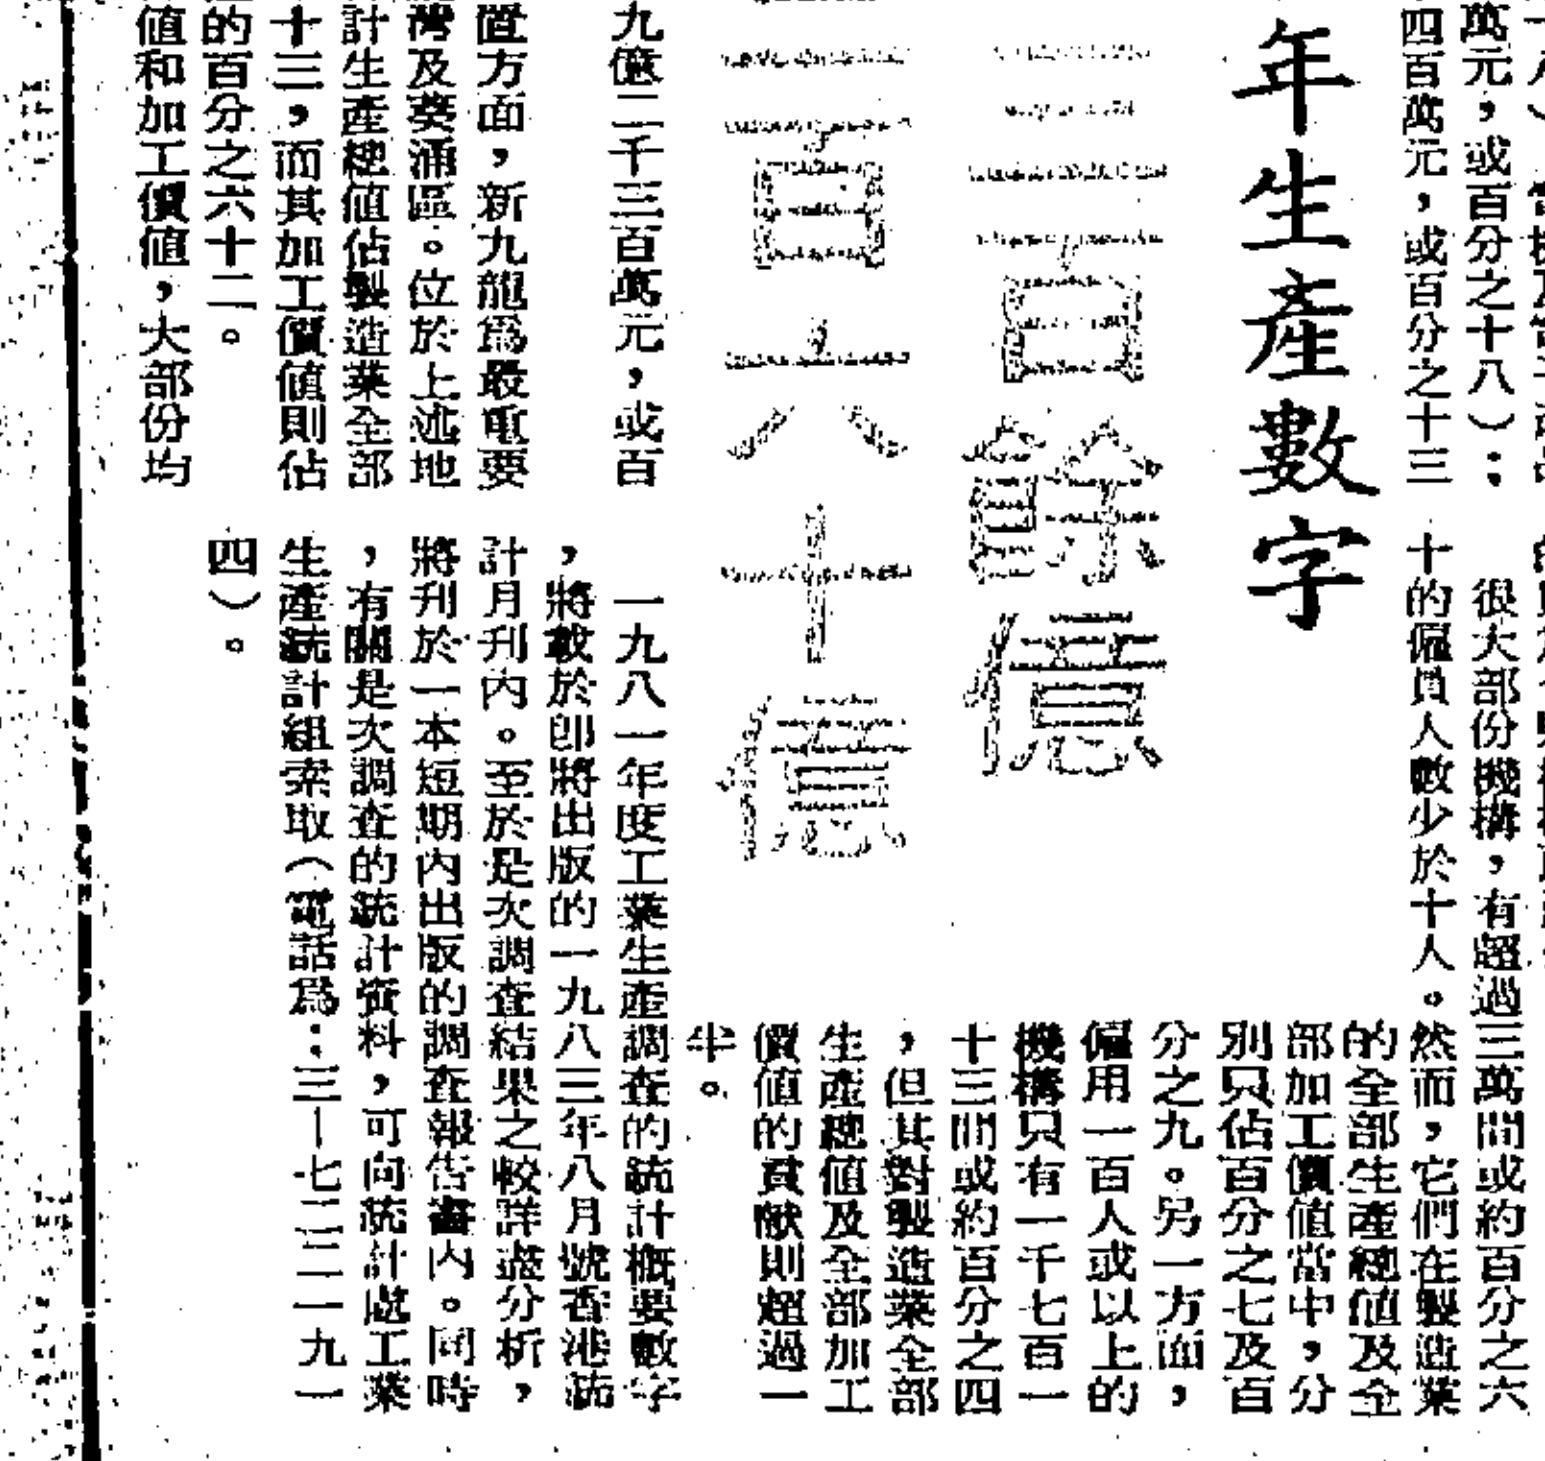 萬元，或百分之十八）；
四百萬元，或百分之十三
年生產數字
三百餘億
百六十億
九億二千三百萬元，或百
置方面，新九龍爲最重要
灣及葵涌區。位於上述地
計生產總值佔製造業全部
十三，而其加工價值則佔
的百分之六十二。
值和加工價值，大部份均
很大部份機構，有超過三萬間或約百分之六
十的僱員人數少於十人。然而，它們在製造業
的全部生產總值及全
部加工價值當中，分
別只佔百分之七及百
分之九。另一方面，
僱用一百人或以上的
機構只有一千七百一
十三間或約百分之四
，但其對製造業全部
生產總值及全部加工
價值的貢獻則超過一
半。
一九八一年度工業生產調查的統計概要數字
，將載於即將出版的一九八三年八月號香港統
計月刊內。至於是次調查結果之較詳盡分析，
將刊於一本短期內出版的調查報告書內。同時
，有關是次調查的統計資料，可向統計處工業
生產統計組索取（電話爲：三－七二二一九一
四）。